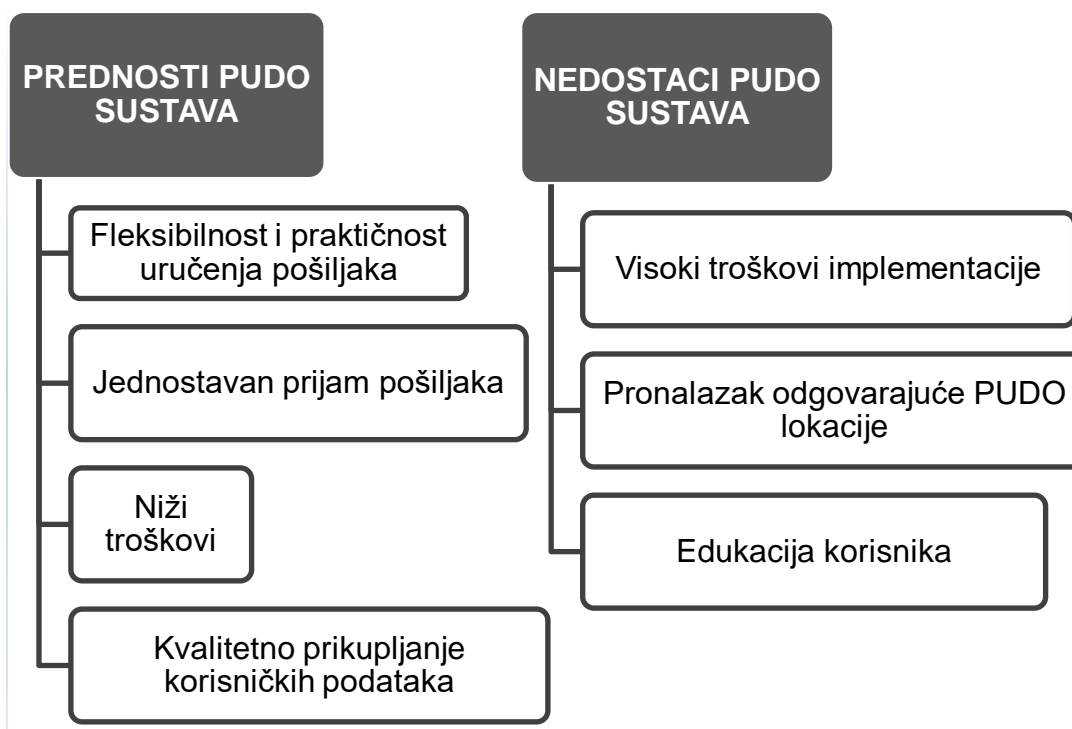 PREDNOSTI PUDO
SUSTAVA
Fleksibilnost i praktičnost
uručenja pošiljaka
Jednostavan prijam pošiljaka
Niži
troškovi
Kvalitetno prikupljanje
korisničkih podataka
NEDOSTACI PUDO
SUSTAVA
Visoki troškovi implementacije
Pronalazak odgovarajuće PUDO
lokacije
Edukacija korisnika